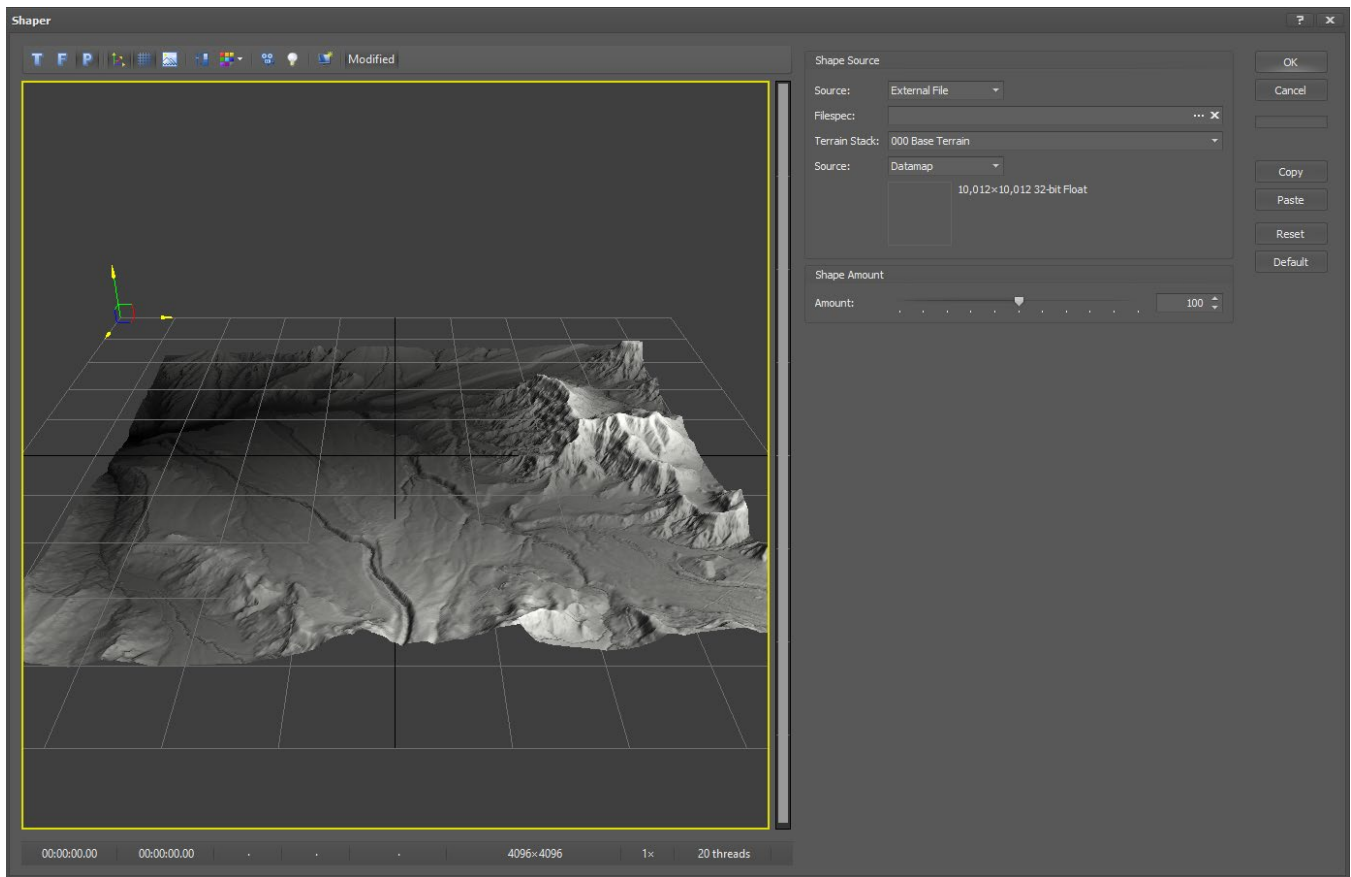 Shaper
? x
T F P Modified
Shape Source
Source: External File
Filespec: ...
Terrain Stack: 000 Base Terrain
Source: Datamap
10,012×10,012 32-bit Float
Shape Amount
Amount: 100
OK
Cancel
Copy
Paste
Reset
Default
00:00:00.00 00:00:00.00 . . . 4096×4096 1× 20 threads